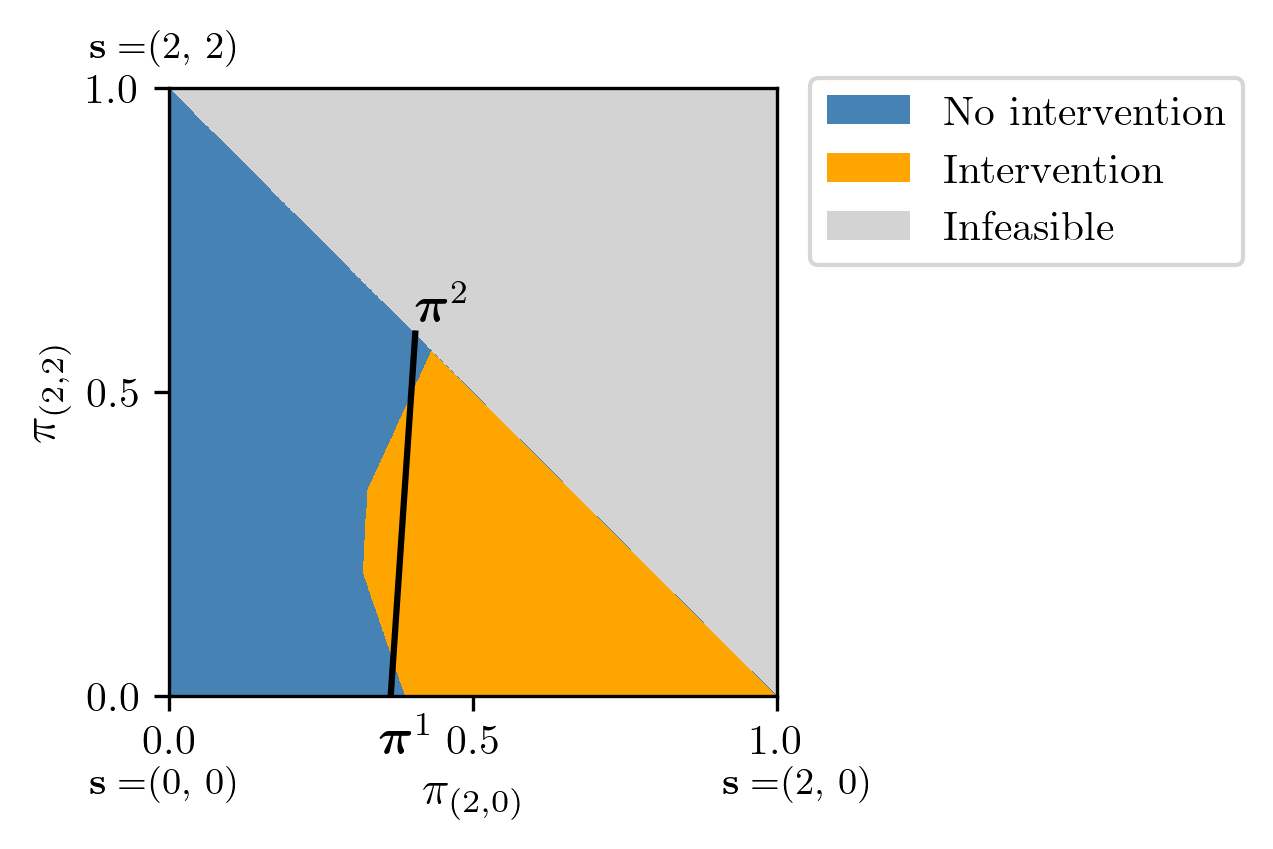 s =(2, 2)
1.0
No intervention
Intervention
Infeasible
π²
π(2,2)
0.5
0.0
0.0
π¹
0.5
1.0
s =(0, 0)
π(2,0)
s =(2, 0)